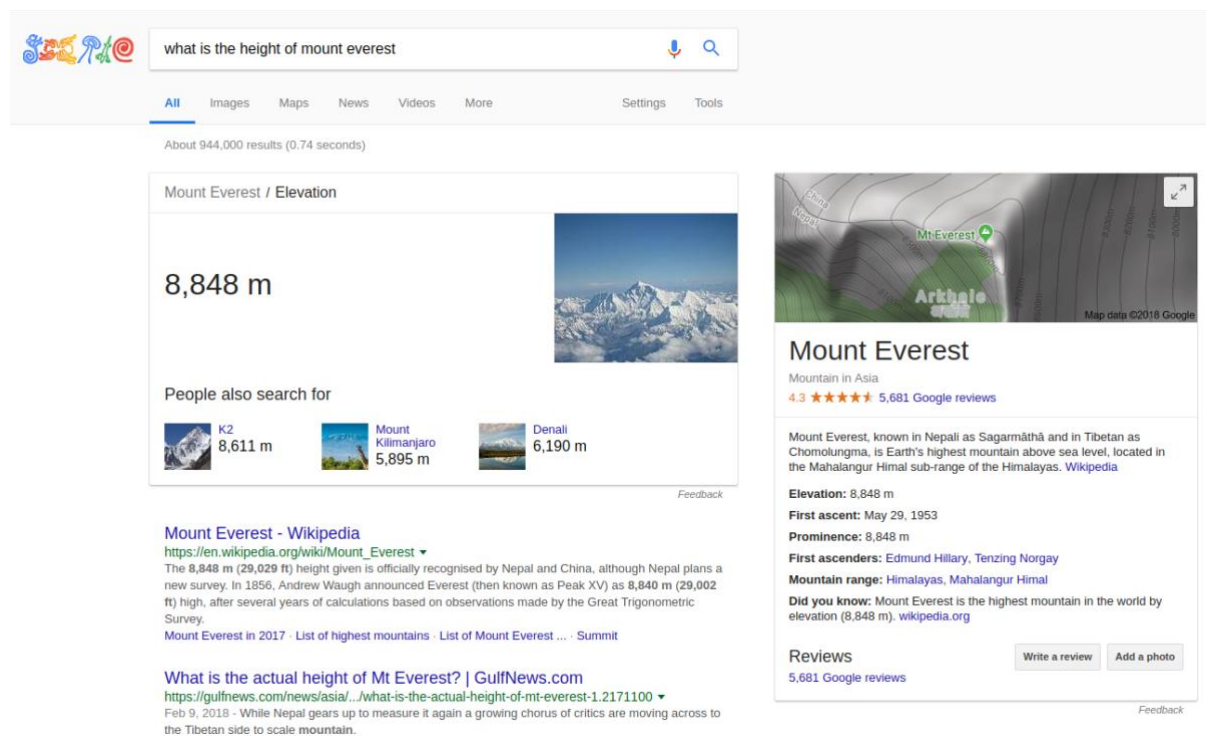 what is the height of mount everest
All Images Maps News Videos More Settings Tools
About 944,000 results (0.74 seconds)
Mount Everest / Elevation
8,848 m
People also search for
K2
8,611 m
Mount
Kilimanjaro
5,895 m
Denali
6,190 m
Feedback
Mount Everest - Wikipedia
https://en.wikipedia.org/wiki/Mount_Everest
The 8,848 m (29,029 ft) height given is officially recognised by Nepal and China, although Nepal plans a
new survey. In 1856, Andrew Waugh announced Everest (then known as Peak XV) as 8,840 m (29,002
ft) high, after several years of calculations based on observations made by the Great Trigonometric
Survey.
Mount Everest in 2017 · List of highest mountains · List of Mount Everest ... · Summit
What is the actual height of Mt Everest? | GulfNews.com
https://gulfnews.com/news/asia/.../what-is-the-actual-height-of-mt-everest-1.2171100
Feb 9, 2018 - While Nepal gears up to measure it again a growing chorus of critics are moving across to
the Tibetan side to scale mountain.
China
Nepal
Mt Everest
Arkhale
Map data ©2018 Google
Mount Everest
Mountain in Asia
4.3 ★★★★★ 5,681 Google reviews
Mount Everest, known in Nepali as Sagarmāthā and in Tibetan as
Chomolungma, is Earth's highest mountain above sea level, located in
the Mahalangur Himal sub-range of the Himalayas. Wikipedia
Elevation: 8,848 m
First ascent: May 29, 1953
Prominence: 8,848 m
First ascenders: Edmund Hillary, Tenzing Norgay
Mountain range: Himalayas, Mahalangur Himal
Did you know: Mount Everest is the highest mountain in the world by
elevation (8,848 m). wikipedia.org
Reviews Write a review Add a photo
5,681 Google reviews
Feedback